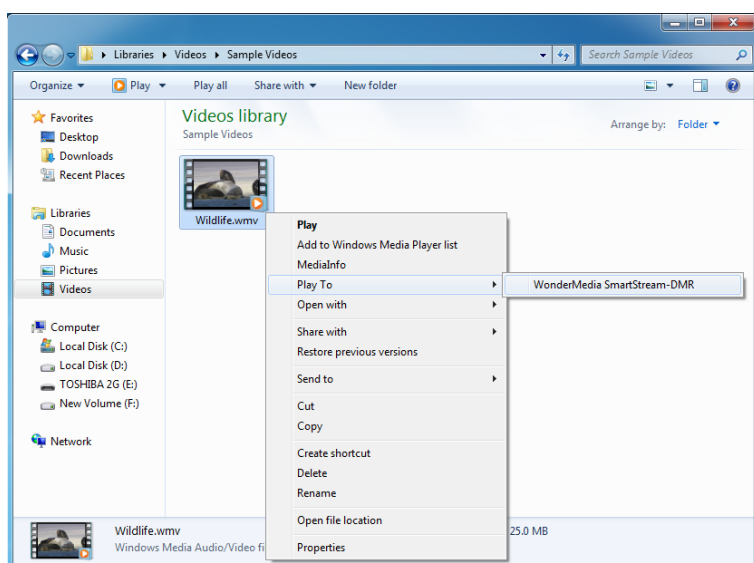 Libraries Videos Sample Videos Search Sample Videos
Organize Play Play all Share with New folder
Favorites
Desktop
Downloads
Recent Places
Libraries
Documents
Music
Pictures
Videos
Computer
Local Disk (C:)
Local Disk (D:)
TOSHIBA 2G (E:)
New Volume (F:)
Network
Videos library
Sample Videos
Arrange by: Folder
Wildlife.wmv
Play
Add to Windows Media Player list
MediaInfo
Play To
WonderMedia SmartStream-DMR
Open with
Share with
Restore previous versions
Send to
Cut
Copy
Create shortcut
Delete
Rename
Open file location
Properties
Wildlife.wmv
25.0 MB
Windows Media Audio/Video fi